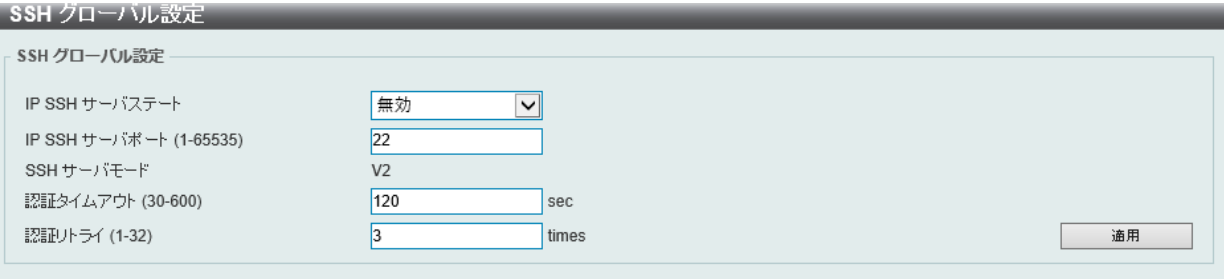 SSH グローバル設定
SSH グローバル設定
IP SSH サーバステート 無効
IP SSH サーバポート (1-65535) 22
SSH サーバモード V2
認証タイムアウト (30-600) 120 sec
認証リトライ (1-32) 3 times 適用